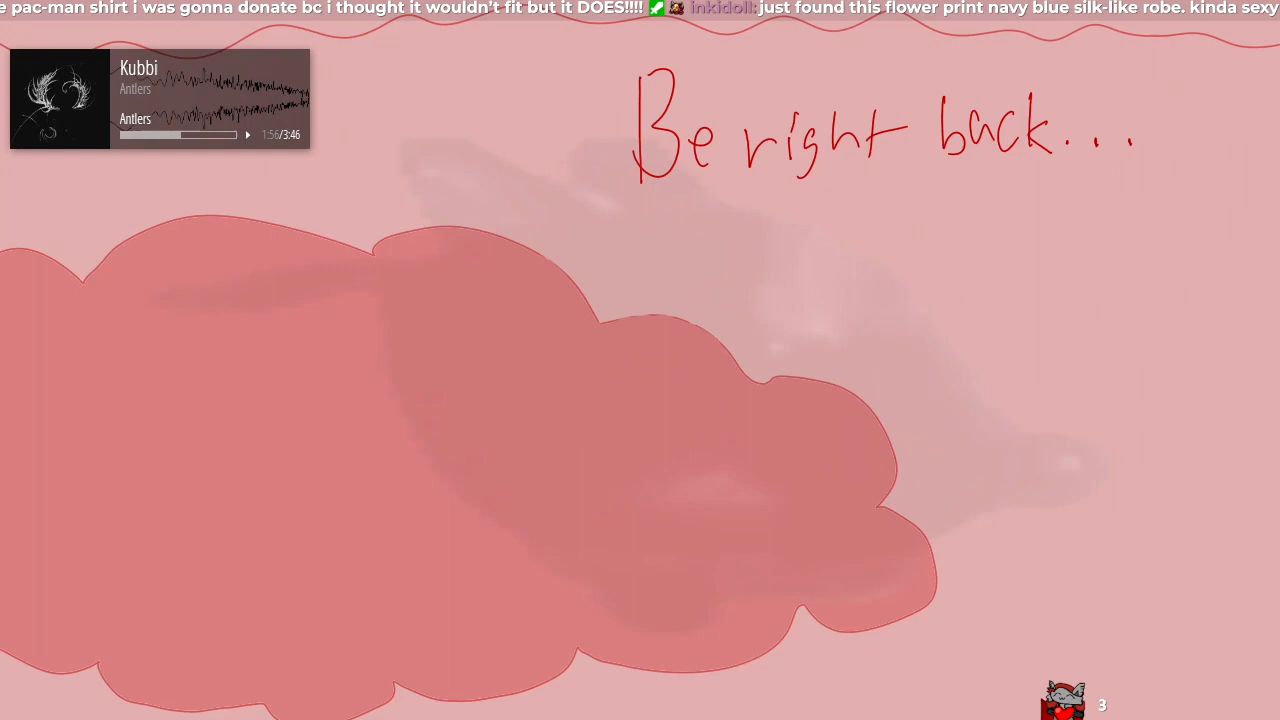 e pac-man shirt i was gonna donate bc i thought it wouldn't fit but it DOES!!!! inkidoll: just found this flower print navy blue silk-like robe. kinda sexy
Kubbi
Antlers
Antlers
1:56/3:46
Be right back...
3